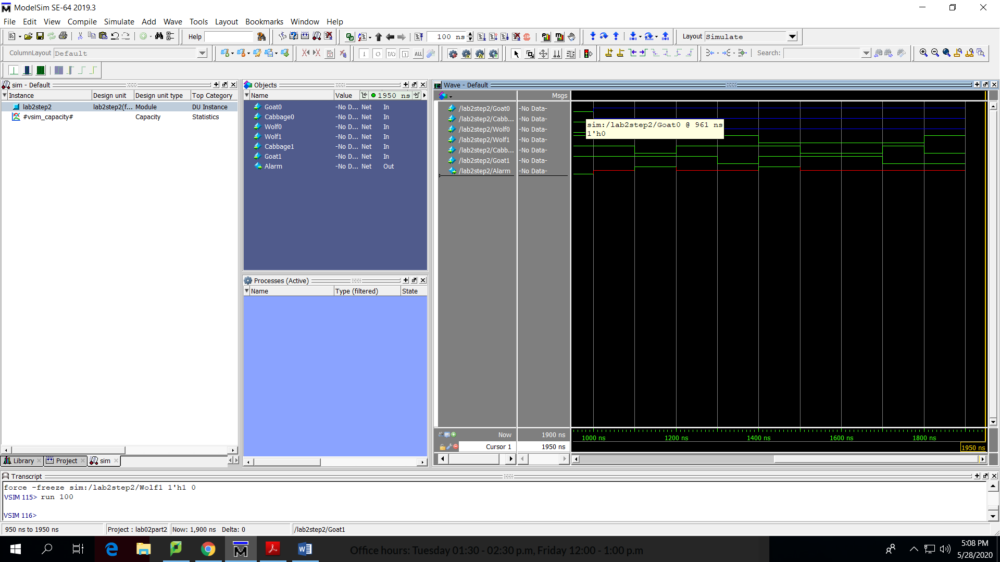 ModelSim SE-64 2019.3
File Edit View Compile Simulate Add Wave Tools Layout Bookmarks Window Help
Help 100 ns Layout Simulate
ColumnLayout Default ALL Search:
sim - Default
Instance Design unit Design unit type Top Category
lab2step2 lab2step2(f... Module DU Instance
#vsim_capacity# Capacity Statistics
Library Project sim
Objects
Name Value 1950 ns
Goat0 -No D... Net In
Cabbage0 -No D... Net In
Wolf0 -No D... Net In
Wolf1 -No D... Net In
Cabbage1 -No D... Net In
Goat1 -No D... Net In
Alarm -No D... Net Out
Processes (Active)
Name Type (filtered) State
Wave - Default
Msgs
/lab2step2/Goat0 -No Data-
/lab2step2/Cabb... -No Data-
/lab2step2/Wolf0 -No Data-
/lab2step2/Wolf1 -No Data-
/lab2step2/Cabb... -No Data-
/lab2step2/Goat1 -No Data-
/lab2step2/Alarm -No Data-
sim:/lab2step2/Goat0 @ 961 ns
1'h0
Now 1900 ns
1000 ns 1200 ns 1400 ns 1600 ns 1800 ns
Cursor 1 1950 ns 1950 ns
Transcript
force -freeze sim:/lab2step2/Wolf1 1'h1 0
VSIM 115> run 100
VSIM 116>
950 ns to 1950 ns Project : lab02part2 Now: 1,900 ns Delta: 0 /lab2step2/Goat1
Office hours: Tuesday 01:30 - 02:30 p.m, Friday 12:00 - 1:00 p.m
5:08 PM
5/28/2020